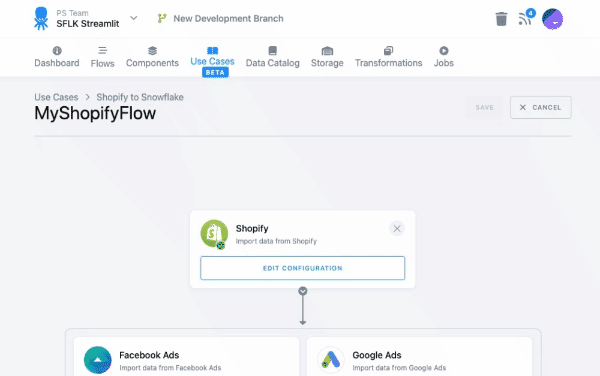 PS Team
SFLK Streamlit
New Development Branch
4
Dashboard Flows Components Use Cases Data Catalog Storage Transformations Jobs
BETA
Use Cases > Shopify to Snowflake
MyShopifyFlow
SAVE
× CANCEL
Shopify
Import data from Shopify
EDIT CONFIGURATION
Facebook Ads
Import data from Facebook Ads
Google Ads
Import data from Google Ads